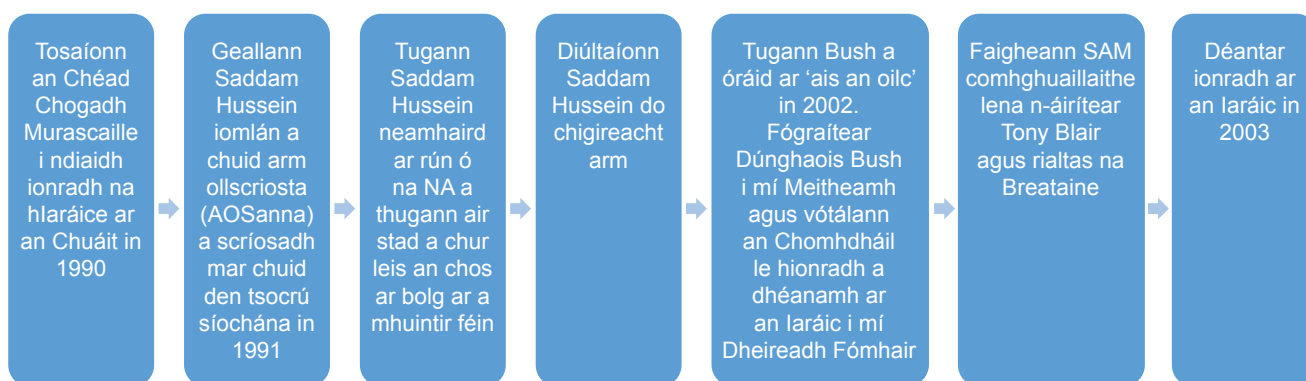 Tosaíonn
an Chéad
Chogadh
Murascaille
i ndiaidh
ionradh na
hIaráice ar
an Chuáit in
1990
Geallann
Saddam
Hussein
iomlán a
chuid arm
ollscriosta
(AOSanna)
a scríosadh
mar chuid
den tsocrú
síochána in
1991
Tugann
Saddam
Hussein
neamhaird
ar rún ó
na NA a
thugann air
stad a chur
leis an chos
ar bolg ar a
mhuintir féin
Diúltaíonn
Saddam
Hussein do
chigireacht
arm
Tugann Bush a
óráid ar ‘ais an oilc’
in 2002.
Fógraítear
Dúnghaois Bush
i mí Meitheamh
agus vótálann
an Chomhdháil
le hionradh a
dhéanamh ar
an Iaráic i mí
Dheireadh Fómhair
Faigheann SAM
comhghuaillaithe
lena n-áirítear
Tony Blair
agus rialtas na
Breataine
Déantar
ionradh ar
an Iaráic in
2003